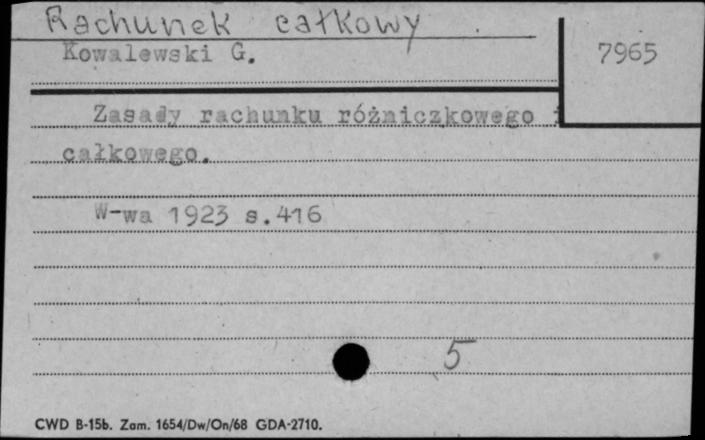 Rachunek całkowy
Kowalewski G.
7965
Zasady rachunku różniczkowego i
całkowego.
W-wa 1923 s.416
5
CWD B-15b. Zam. 1654/Dw/On/68 GDA-2710.